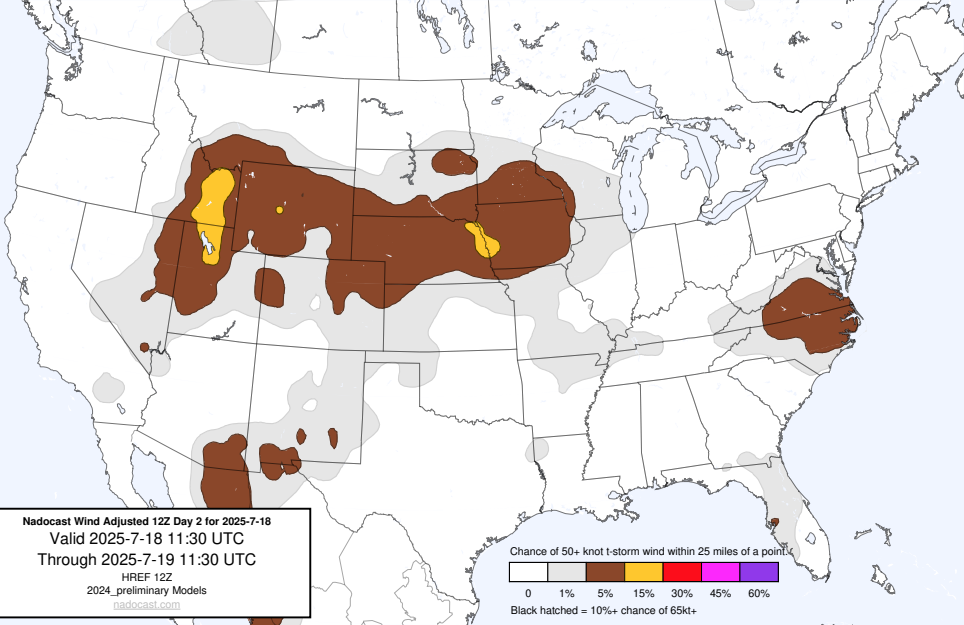 Nadocast Wind Adjusted 12Z Day 2 for 2025-7-18
Valid 2025-7-18 11:30 UTC
Through 2025-7-19 11:30 UTC
HREF 12Z
2024_preliminary Models
nadocast.com
Chance of 50+ knot t-storm wind within 25 miles of a point.
0 1% 5% 15% 30% 45% 60%
Black hatched = 10%+ chance of 65kt+